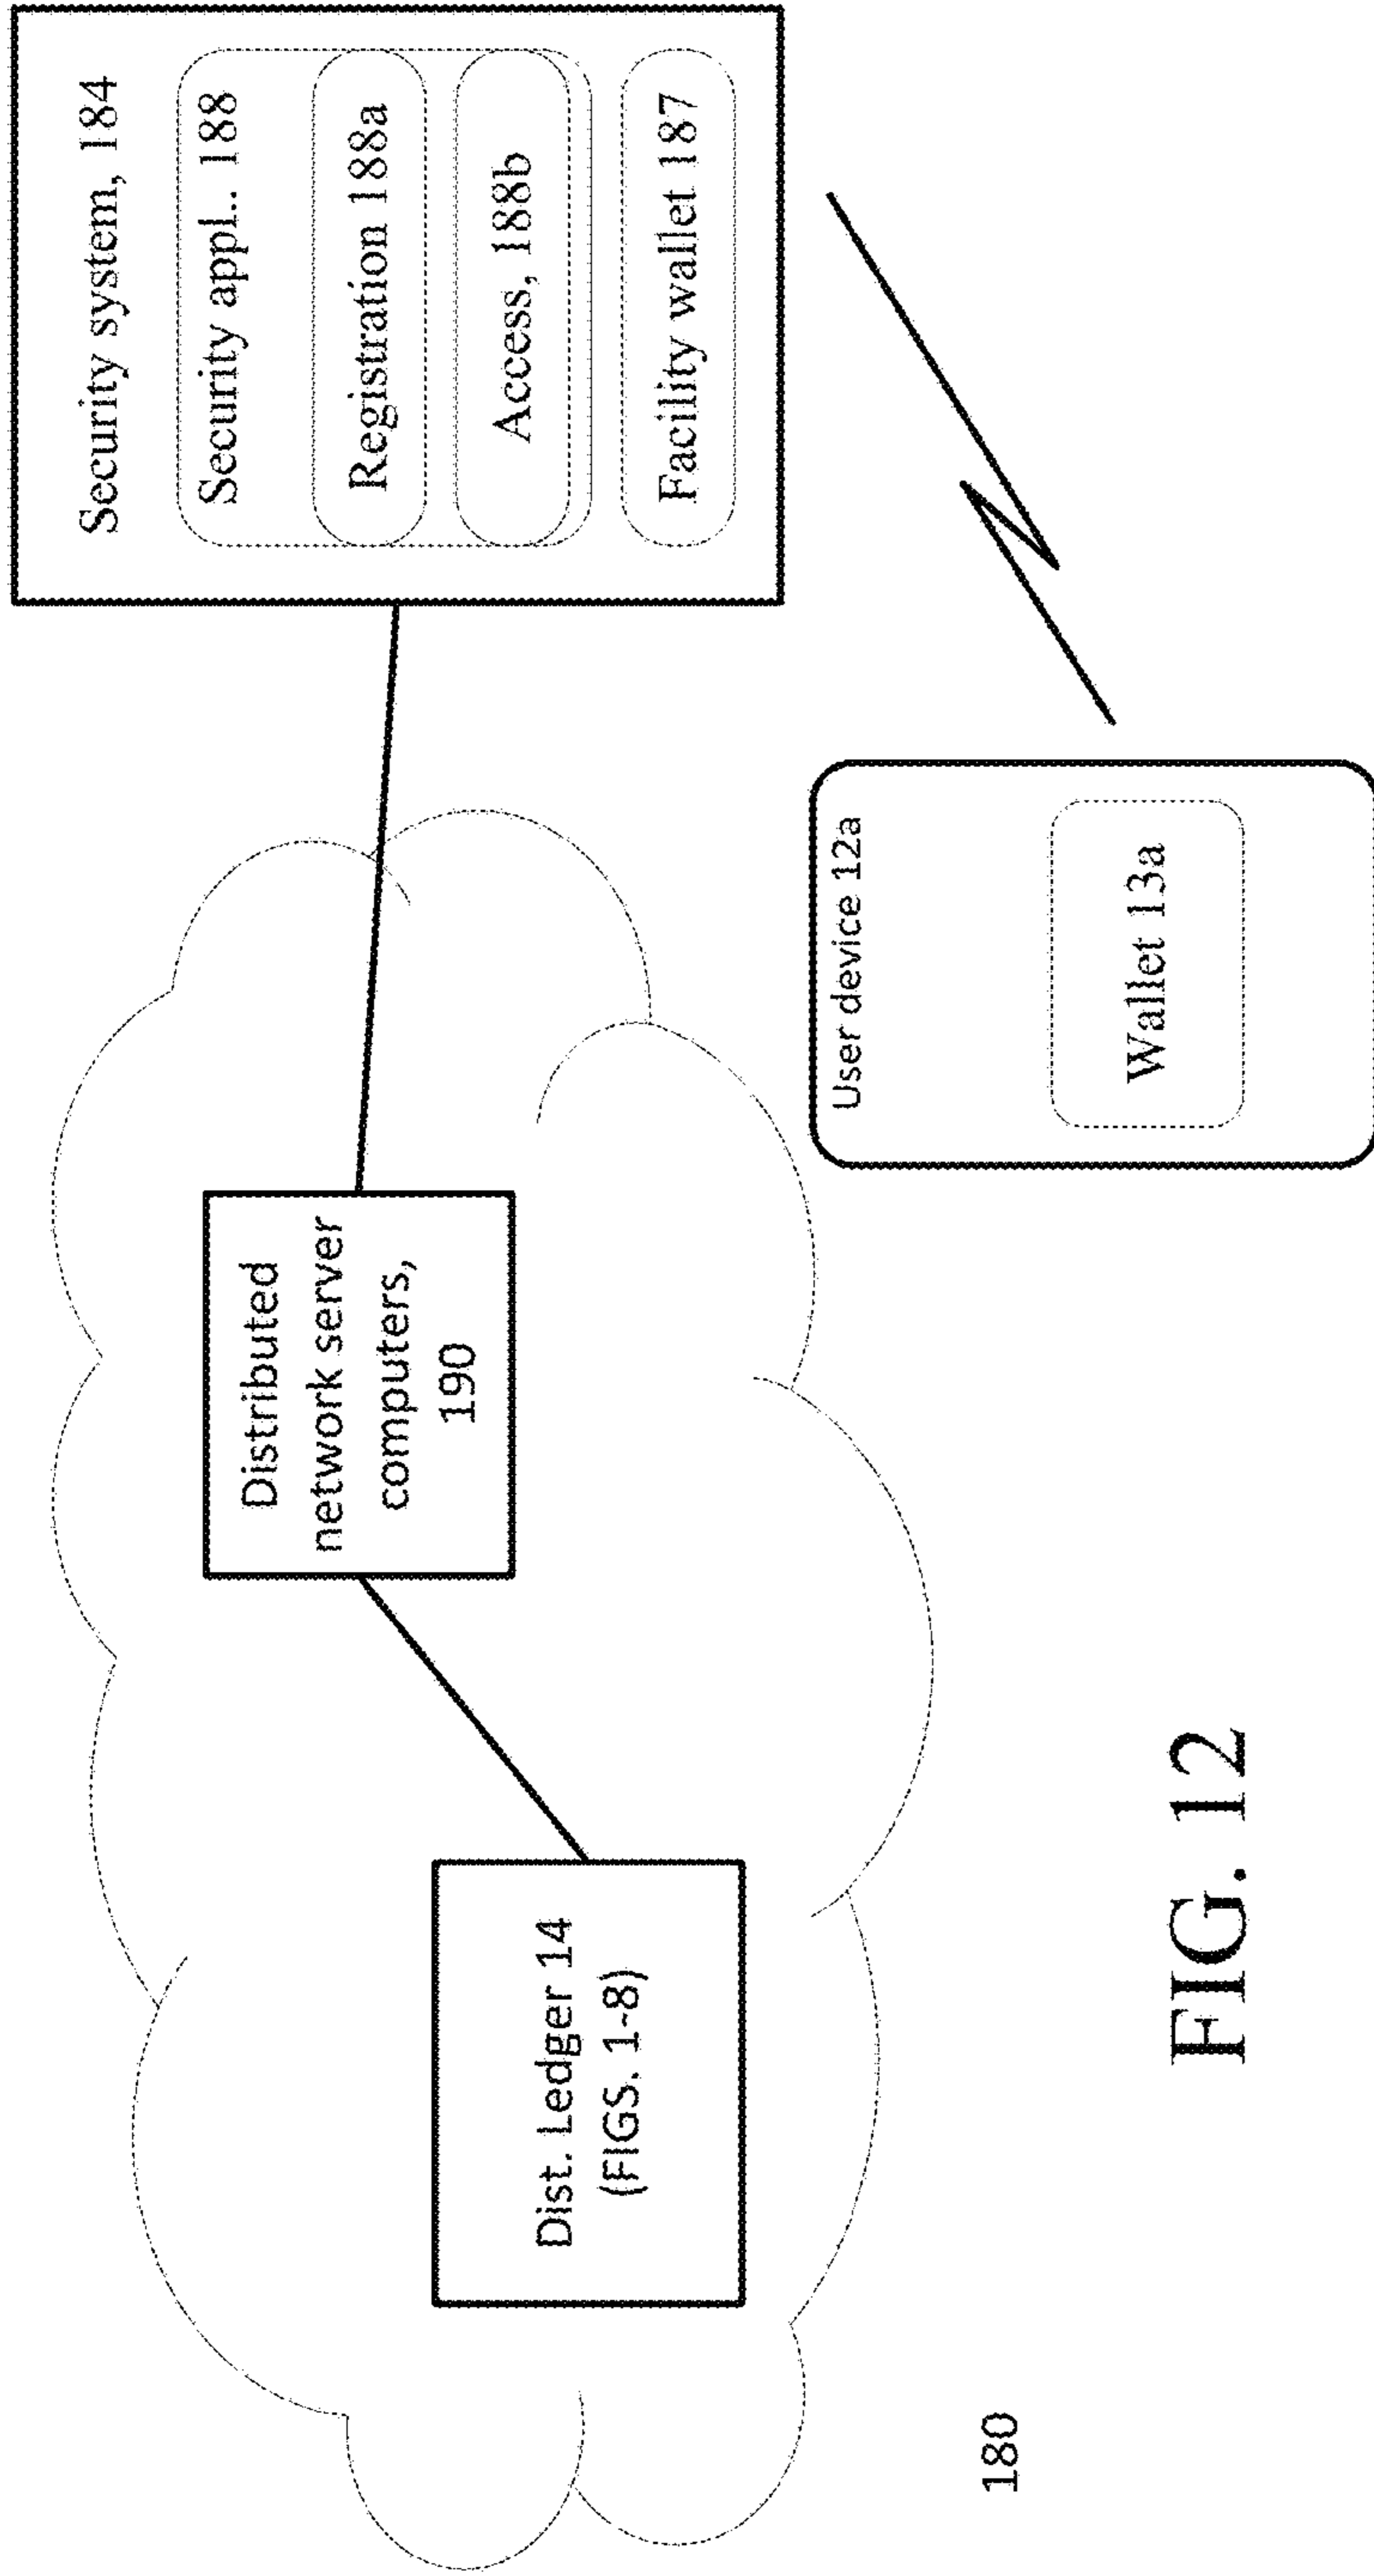 Security system, 184
Security appl.. 188
Registration 188a
Access, 188b
Facility wallet 187
Distributed
network server
computers,
190
Dist. Ledger 14
(FIGS. 1-8)
User device 12a
Wallet 13a
180
FIG. 12